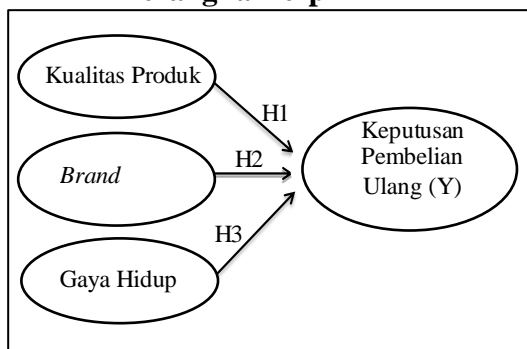 Kualitas Produk
H1
Keputusan
Pembelian
Ulang (Y)
Brand
H2
H3
Gaya Hidup